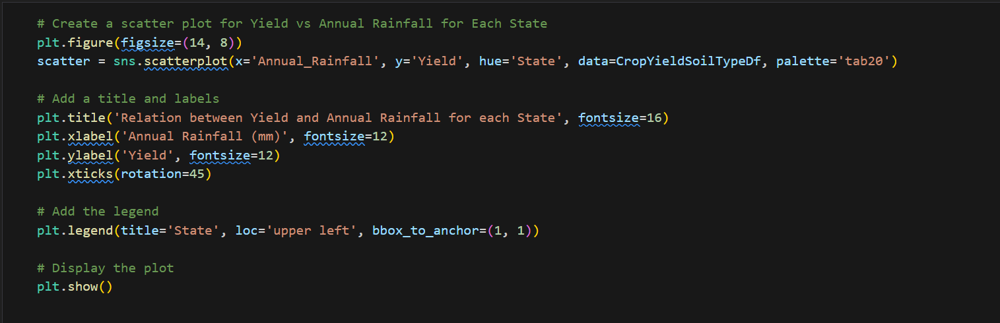 # Create a scatter plot for Yield vs Annual Rainfall for Each State
plt.figure(figsize=(14, 8))
scatter = sns.scatterplot(x='Annual_Rainfall', y='Yield', hue='State', data=CropYieldSoilTypeDf, palette='tab20')
# Add a title and labels
plt.title('Relation between Yield and Annual Rainfall for each State', fontsize=16)
plt.xlabel('Annual Rainfall (mm)', fontsize=12)
plt.ylabel('Yield', fontsize=12)
plt.xticks(rotation=45)
# Add the legend
plt.legend(title='State', loc='upper left', bbox_to_anchor=(1, 1))
# Display the plot
plt.show()